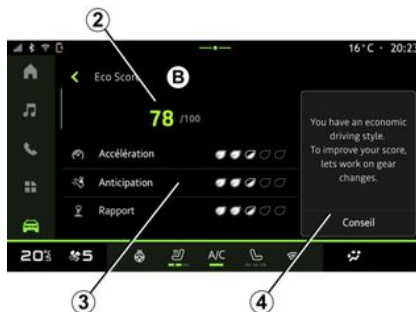 2
16°C · 20:23
Eco Score
B
78 /100
Accélération
Anticipation
Rapport
You have an economic
driving style.
To improve your score,
lets work on gear
changes.
Conseil
20
5
A/C
3
4